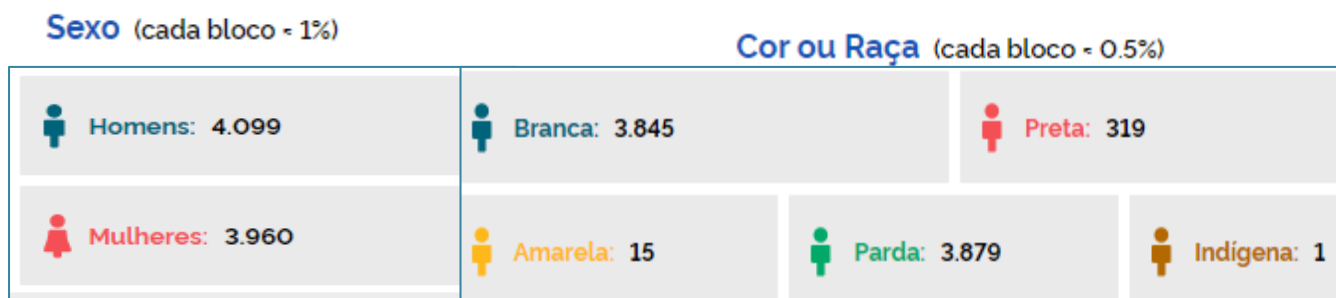 Sexo (cada bloco ≈ 1%)
Cor ou Raça (cada bloco ≈ 0.5%)
Homens: 4.099
Branca: 3.845
Preta: 319
Mulheres: 3.960
Amarela: 15
Parda: 3.879
Indígena: 1